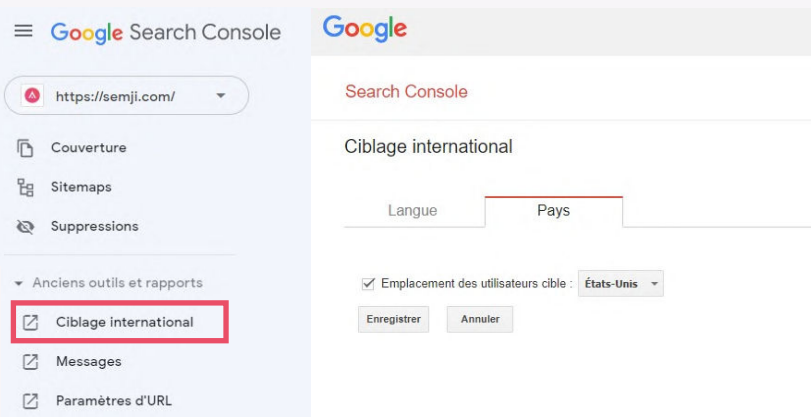 Google Search Console
https://semji.com/
Couverture
Sitemaps
Suppressions
Anciens outils et rapports
Ciblage international
Messages
Paramètres d'URL
Google
Search Console
Ciblage international
Langue
Pays
Emplacement des utilisateurs cible :
États-Unis
Enregistrer
Annuler